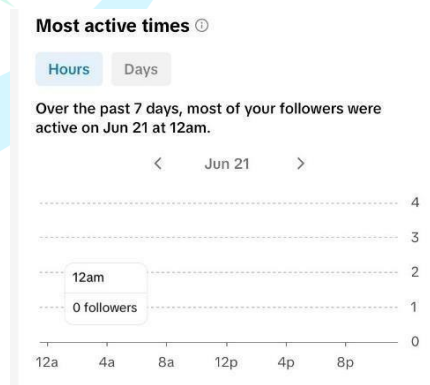 Most active times
Hours Days
Over the past 7 days, most of your followers were
active on Jun 21 at 12am.
< Jun 21 >
4
3
2
12am
0 followers
1
0
12a 4a 8a 12p 4p 8p